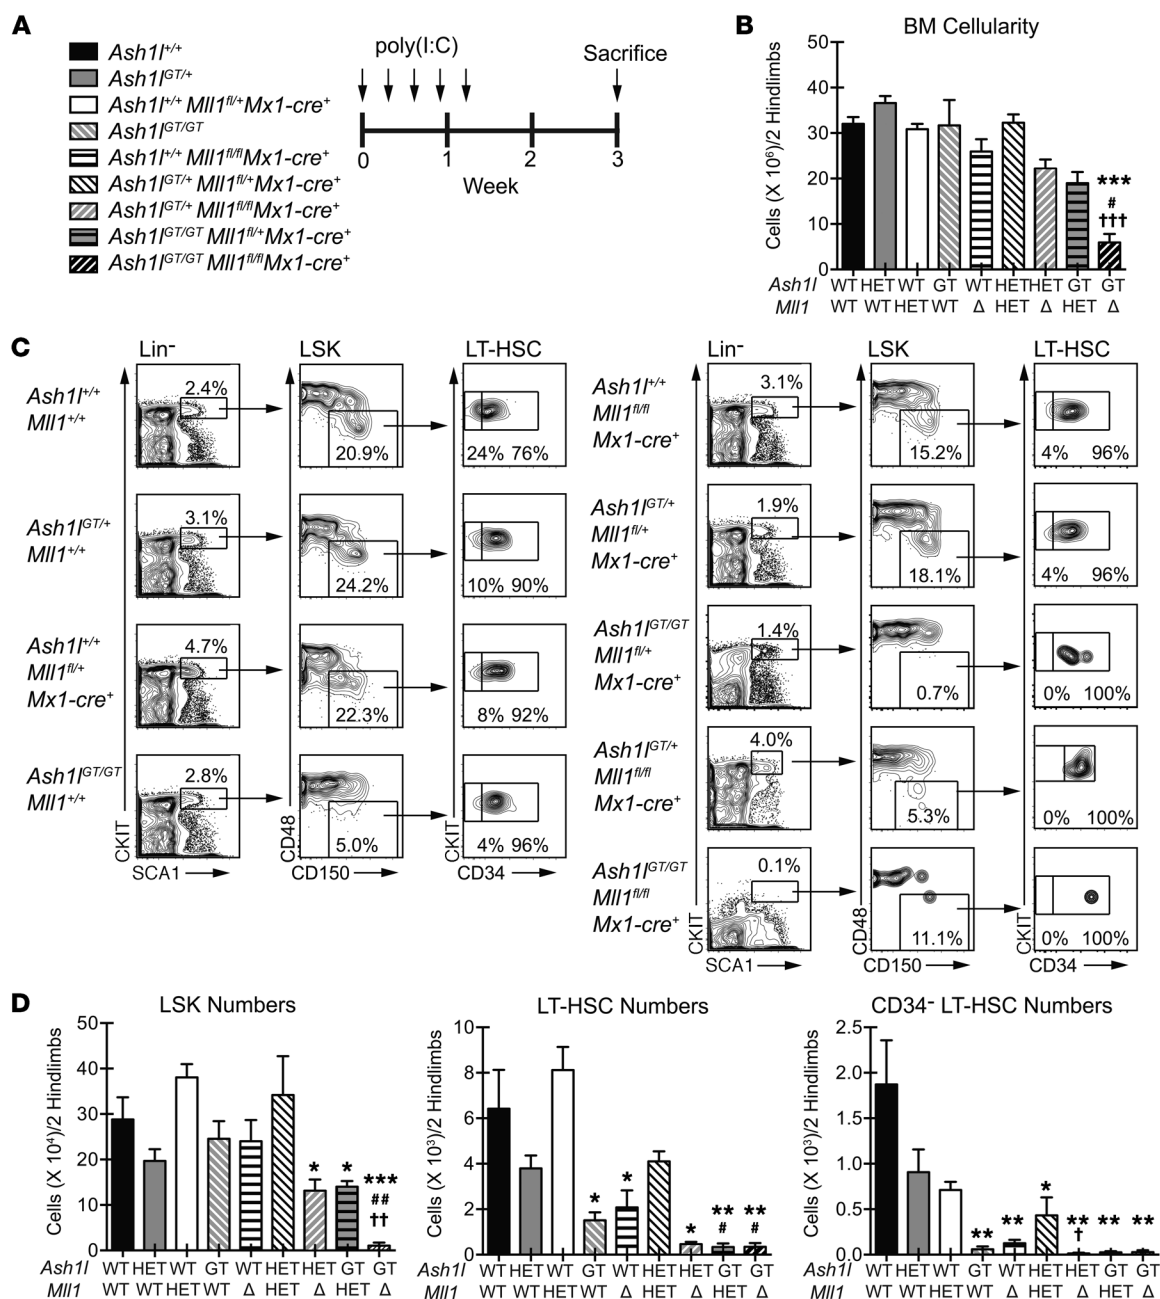 A
Ash1l+/+
Ash1lGT/+
Ash1l+/+ Mll1fl/+Mx1-cre+
Ash1lGT/GT
Ash1l+/+ Mll1fl/flMx1-cre+
Ash1lGT/+ Mll1fl/+Mx1-cre+
Ash1lGT/+ Mll1fl/flMx1-cre+
Ash1lGT/GT Mll1fl/+Mx1-cre+
Ash1lGT/GT Mll1fl/flMx1-cre+
poly(I:C)
Sacrifice
0 1 2 3
Week
B
BM Cellularity
Cells (X 10⁶)/2 Hindlimbs
50
40
30
20
10
0
***
#
†††
Ash1l WT HET WT GT WT HET HET GT GT
Mll1 WT WT HET WT Δ HET Δ HET Δ
C
Lin⁻ LSK LT-HSC
Ash1l+/+
Mll1+/+
2.4%
20.9%
24% 76%
Ash1lGT/+
Mll1+/+
3.1%
24.2%
10% 90%
Ash1l+/+
Mll1fl/+
Mx1-cre+
4.7%
22.3%
8% 92%
Ash1lGT/GT
Mll1+/+
2.8%
5.0%
4% 96%
CKIT
SCA1
CD48
CD150
CKIT
CD34
Lin⁻ LSK LT-HSC
Ash1l+/+
Mll1fl/fl
Mx1-cre+
3.1%
15.2%
4% 96%
Ash1lGT/+
Mll1fl/+
Mx1-cre+
1.9%
18.1%
4% 96%
Ash1lGT/GT
Mll1fl/+
Mx1-cre+
1.4%
0.7%
0% 100%
Ash1lGT/+
Mll1fl/fl
Mx1-cre+
4.0%
5.3%
0% 100%
Ash1lGT/GT
Mll1fl/fl
Mx1-cre+
0.1%
11.1%
0% 100%
CKIT
SCA1
CD48
CD150
CKIT
CD34
D
LSK Numbers
Cells (X 10⁴)/2 Hindlimbs
50
40
30
20
10
0
* * ***
##
††
Ash1l WT HET WT GT WT HET HET GT GT
Mll1 WT WT HET WT Δ HET Δ HET Δ
LT-HSC Numbers
Cells (X 10³)/2 Hindlimbs
10
8
6
4
2
0
* * * ** **
# #
Ash1l WT HET WT GT WT HET HET GT GT
Mll1 WT WT HET WT Δ HET Δ HET Δ
CD34⁻ LT-HSC Numbers
Cells (X 10³)/2 Hindlimbs
2.5
2.0
1.5
1.0
0.5
0.0
** ** * ** ** **
†
Ash1l WT HET WT GT WT HET HET GT GT
Mll1 WT WT HET WT Δ HET Δ HET Δ